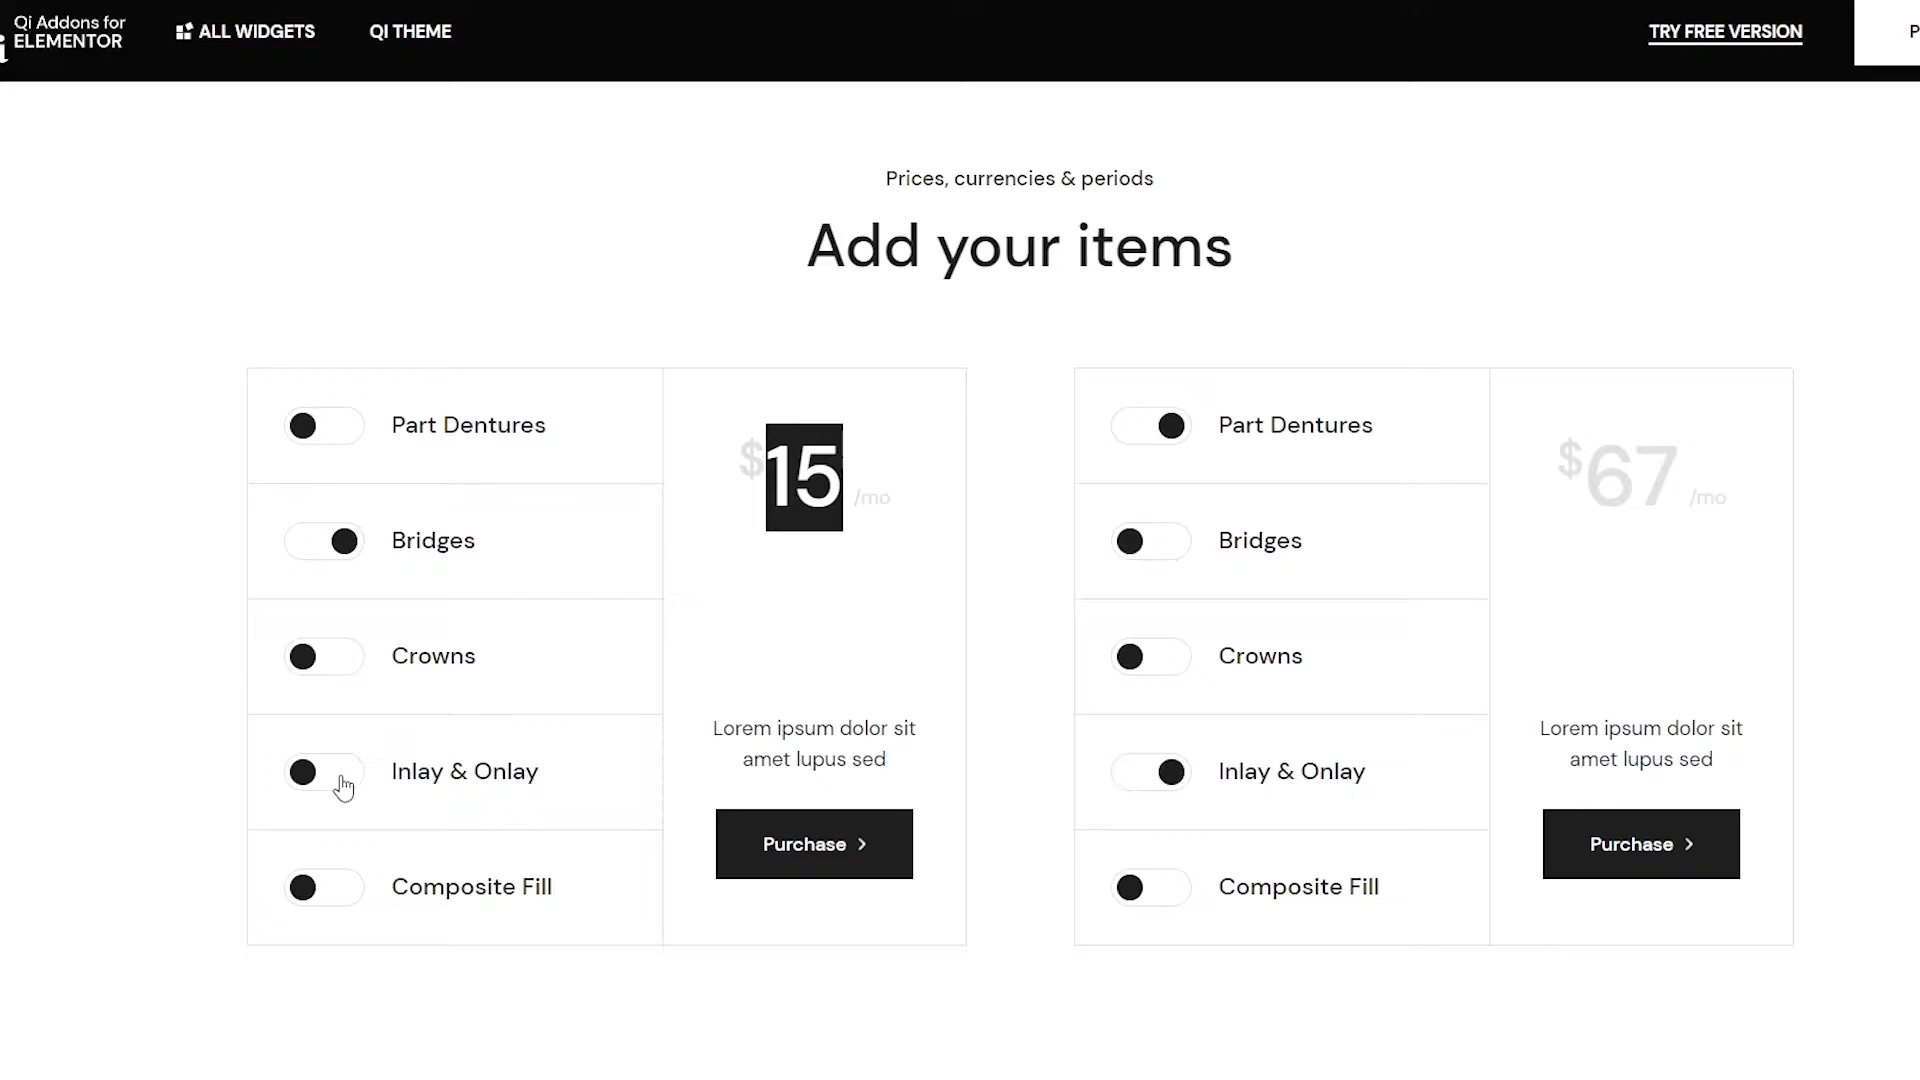 Qi Addons for
ELEMENTOR
ALL WIDGETS
QI THEME
TRY FREE VERSION
P
Prices, currencies & periods
Add your items
Part Dentures
Bridges
Crowns
Inlay & Onlay
Composite Fill
$15 /mo
Lorem ipsum dolor sit
amet lupus sed
Purchase
Part Dentures
Bridges
Crowns
Inlay & Onlay
Composite Fill
$67 /mo
Lorem ipsum dolor sit
amet lupus sed
Purchase